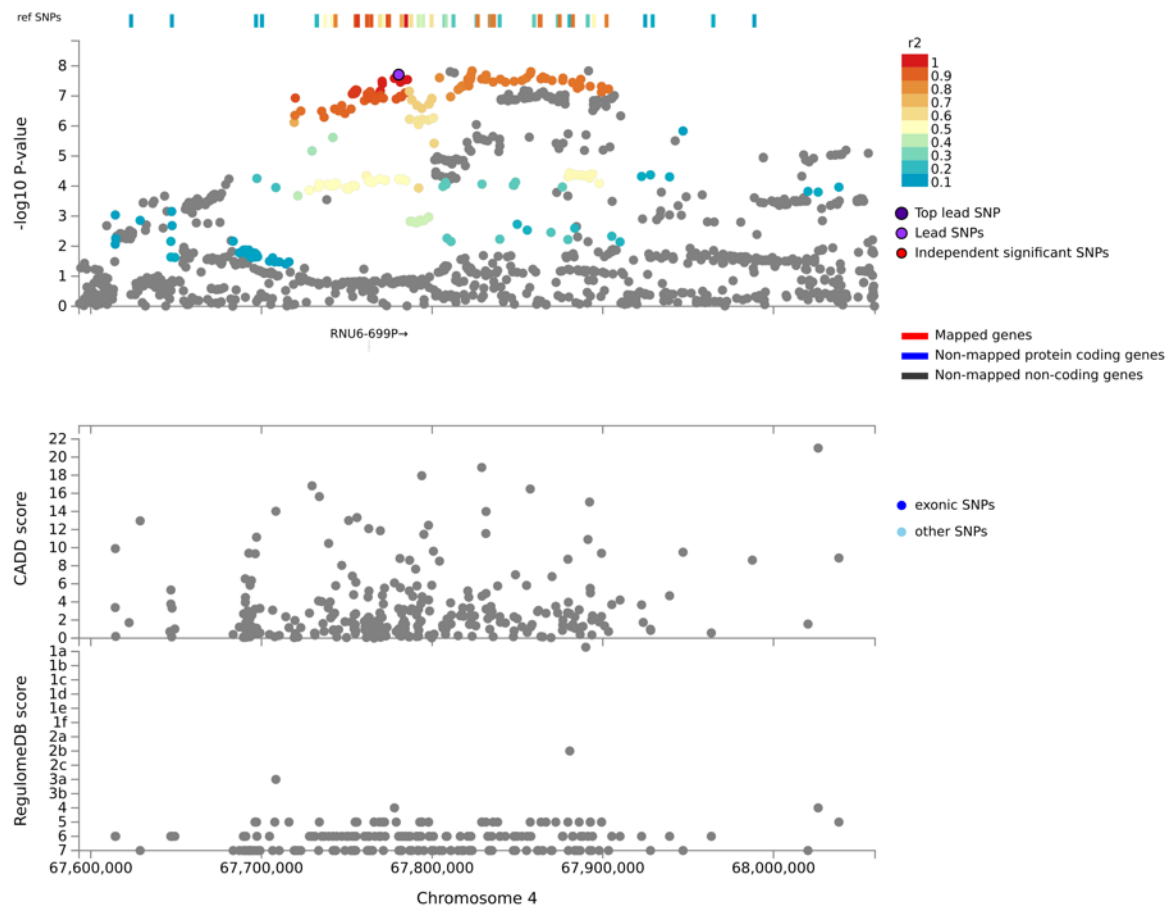 ref SNPs
-log10 P-value
8
7
6
5
4
3
2
1
0
r2
1
0.9
0.8
0.7
0.6
0.5
0.4
0.3
0.2
0.1
Top lead SNP
Lead SNPs
Independent significant SNPs
RNU6-699P→
Mapped genes
Non-mapped protein coding genes
Non-mapped non-coding genes
CADD score
22
20
18
16
14
12
10
8
6
4
2
0
exonic SNPs
other SNPs
RegulomeDB score
1a
1b
1c
1d
1e
1f
2a
2b
2c
3a
3b
4
5
6
7
67,600,000 67,700,000 67,800,000 67,900,000 68,000,000
Chromosome 4